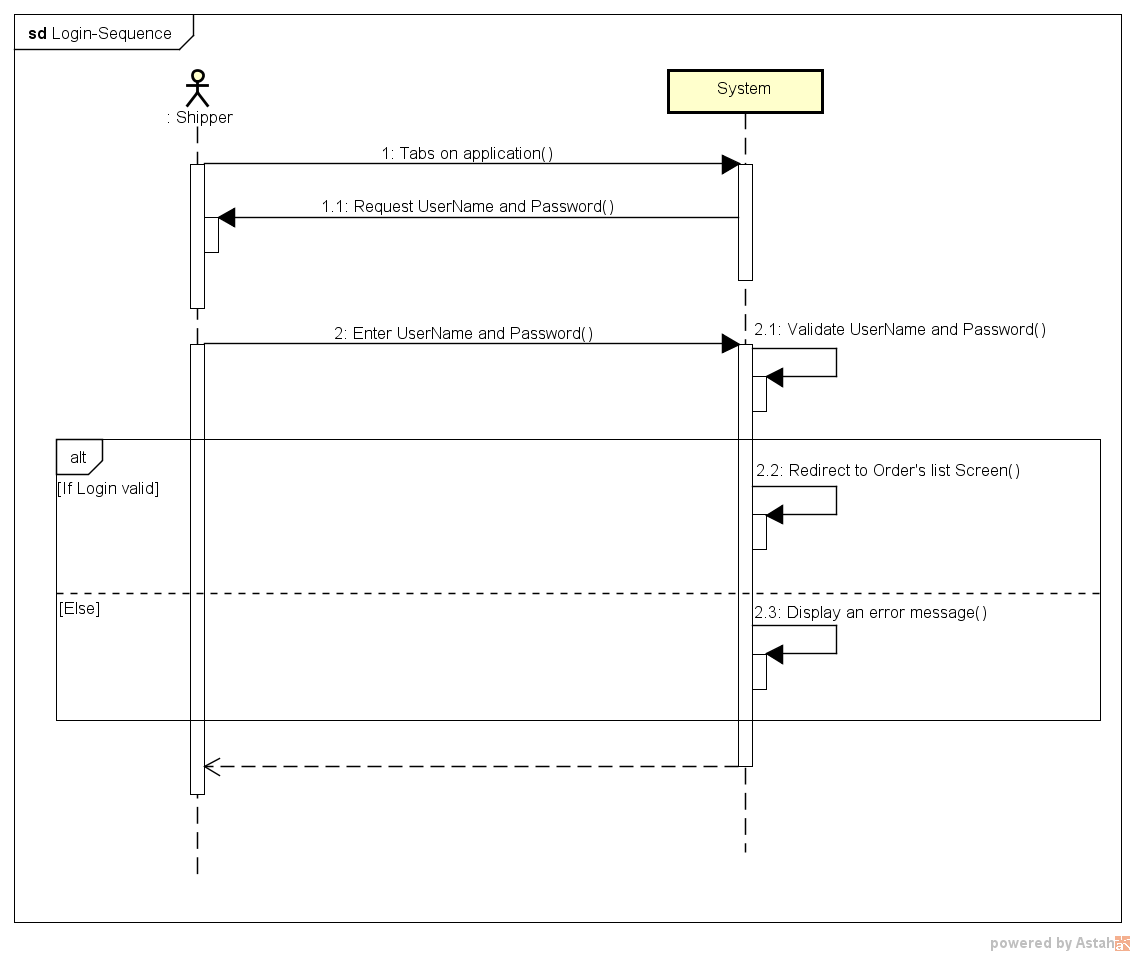 sd Login-Sequence
System
: Shipper
1: Tabs on application()
1.1: Request UserName and Password()
2: Enter UserName and Password()
2.1: Validate UserName and Password()
alt
[If Login valid]
2.2: Redirect to Order's list Screen()
[Else]
2.3: Display an error message()
powered by Astah